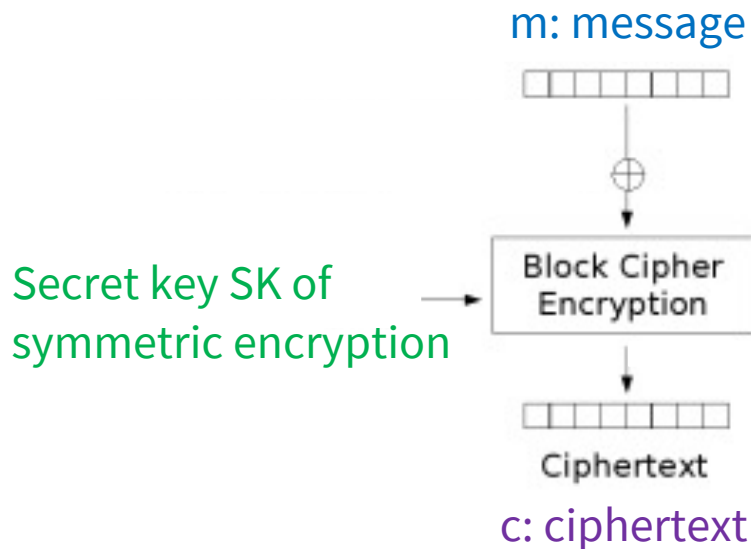 m: message
Secret key SK of
symmetric encryption
Block Cipher
Encryption
Ciphertext
c: ciphertext